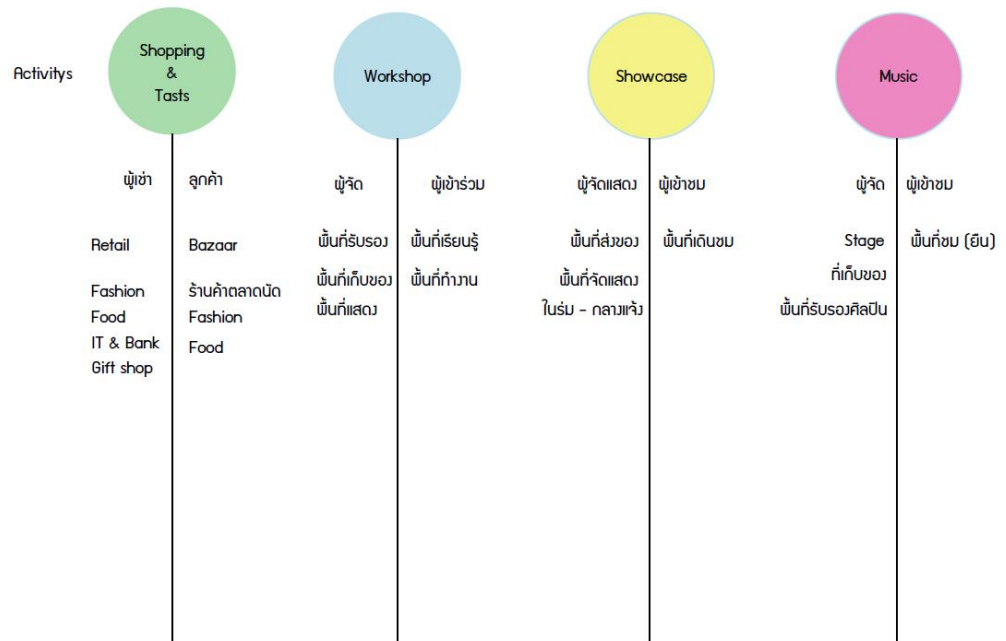 Activitys
Shopping
&
Tasts
ผู้เช่า
ลูกค้า
Retail
Fashion
Food
IT & Bank
Gift shop
Bazaar
ร้านค้าตลาดนัด
Fashion
Food
Workshop
ผู้จัด
ผู้เข้าร่วม
พื้นที่รับรอง
พื้นที่เก็บของ
พื้นที่แสดง
พื้นที่เรียนรู้
พื้นที่ทำงาน
Showcase
ผู้จัดแสดง
ผู้เข้าชม
พื้นที่ส่งของ
พื้นที่จัดแสดง
ในร่ม - กลางแจ้ง
พื้นที่เดินชม
Music
ผู้จัด
ผู้เข้าชม
Stage
ที่เก็บของ
พื้นที่รับรองศิลปิน
พื้นที่ชม (ยืน)